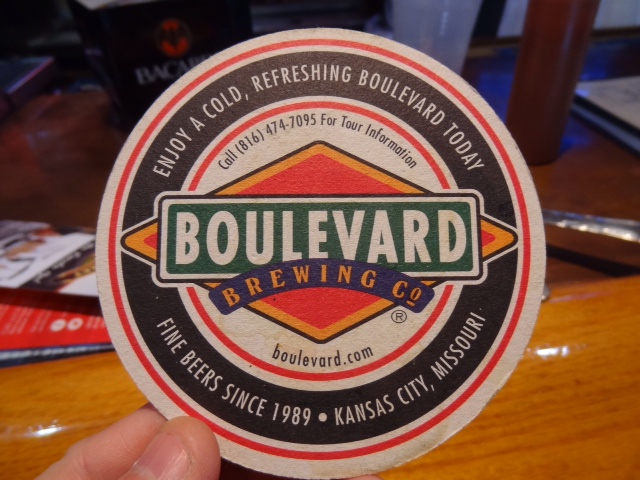 BACARDI
ENJOY A COLD, REFRESHING BOULEVARD TODAY
Call (816) 474-7095 For Tour Information
BOULEVARD
BREWING Co
®
boulevard.com
FINE BEERS SINCE 1989 • KANSAS CITY, MISSOURI